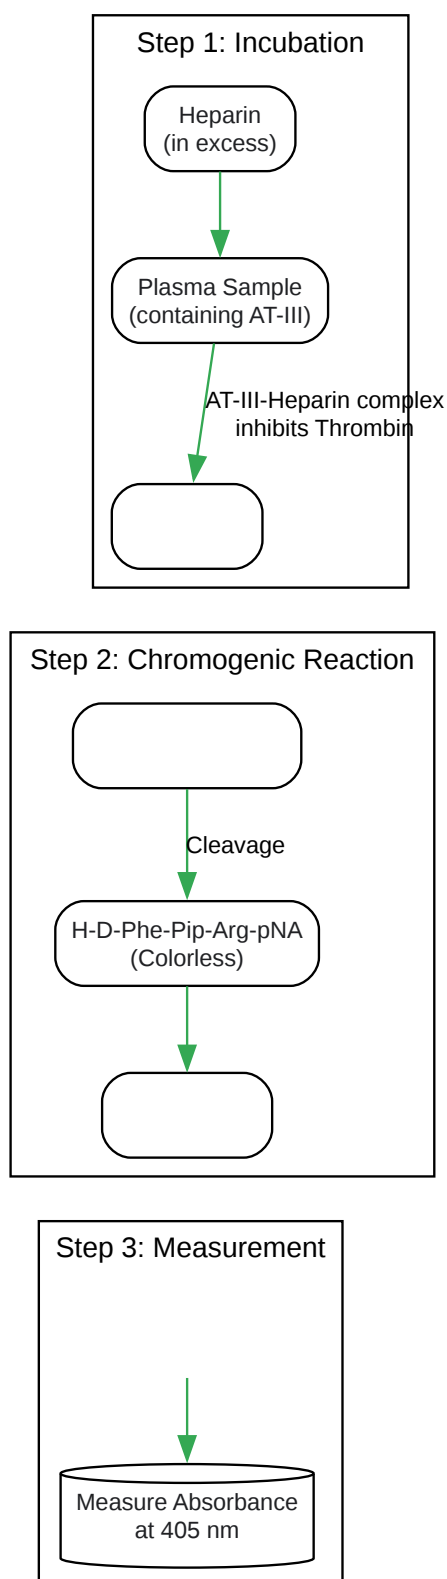 Step 1: Incubation
Heparin
(in excess)
Plasma Sample
(containing AT-III)
AT-III-Heparin complex
inhibits Thrombin
Step 2: Chromogenic Reaction
Cleavage
H-D-Phe-Pip-Arg-pNA
(Colorless)
Step 3: Measurement
Measure Absorbance
at 405 nm